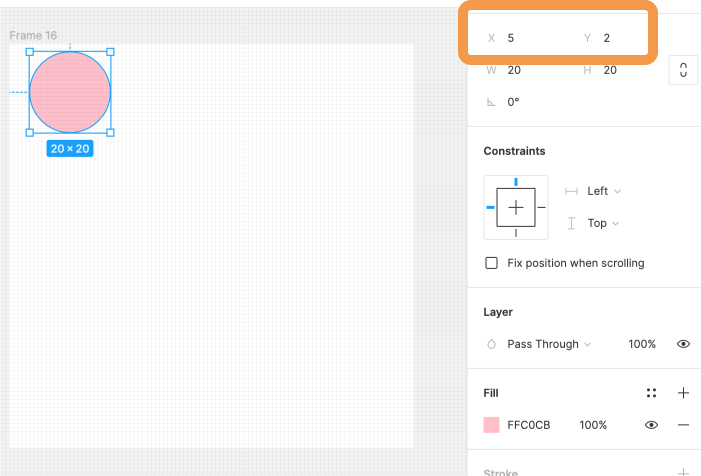 Frame 16
20 × 20
X 5 Y 2
W 20 H 20
0°
Constraints
Left
Top
Fix position when scrolling
Layer
Pass Through 100%
Fill
FFC0CB 100%
Stroke